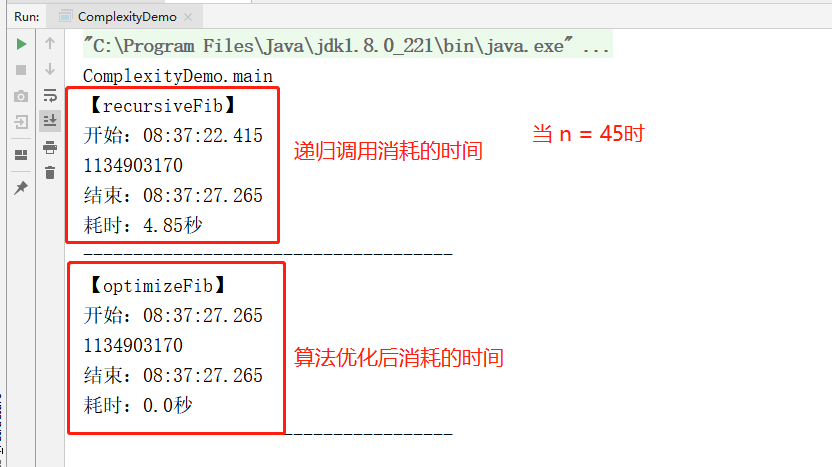 Run: ComplexityDemo ×
"C:\Program Files\Java\jdk1.8.0_221\bin\java.exe" ...
ComplexityDemo.main
【recursiveFib】
开始：08:37:22.415
1134903170
结束：08:37:27.265
耗时：4.85秒
递归调用消耗的时间
当 n = 45时
-------------------------------------
【optimizeFib】
开始：08:37:27.265
1134903170
结束：08:37:27.265
耗时：0.0秒
算法优化后消耗的时间
-------------------------------------